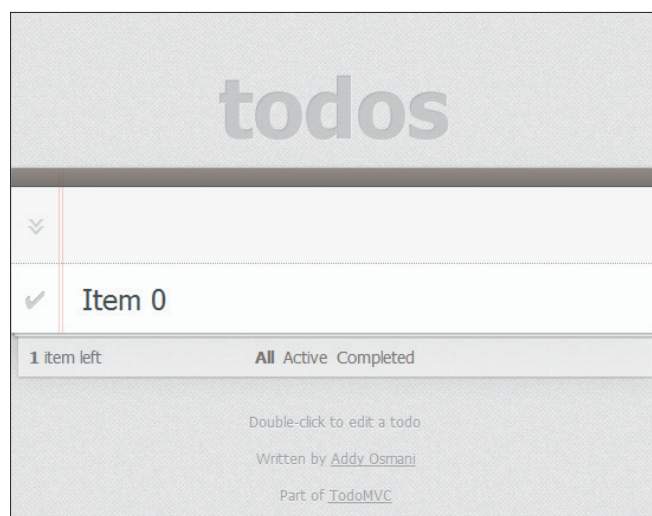 todos
Item 0
1 item left All Active Completed
Double-click to edit a todo
Written by Addy Osmani
Part of TodoMVC